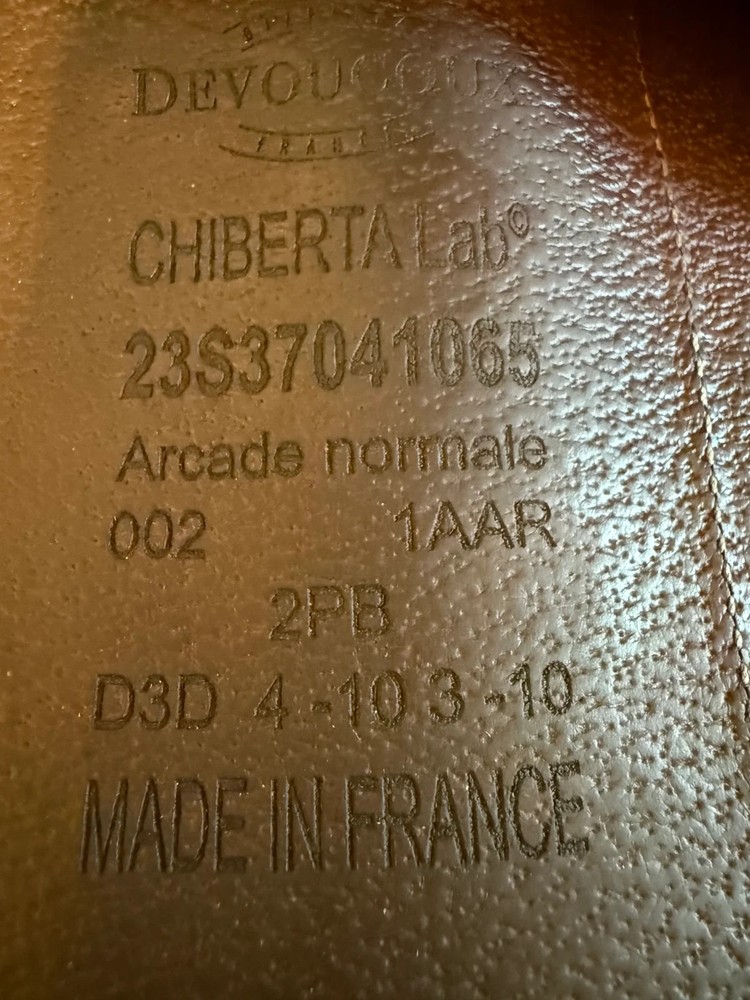 DEVOUCOUX
FRANCE
CHIBERTA Lab©
23S37041065
Arcade normale
002 1AAR
2PB
D3D 4 -10 3 -10
MADE IN FRANCE